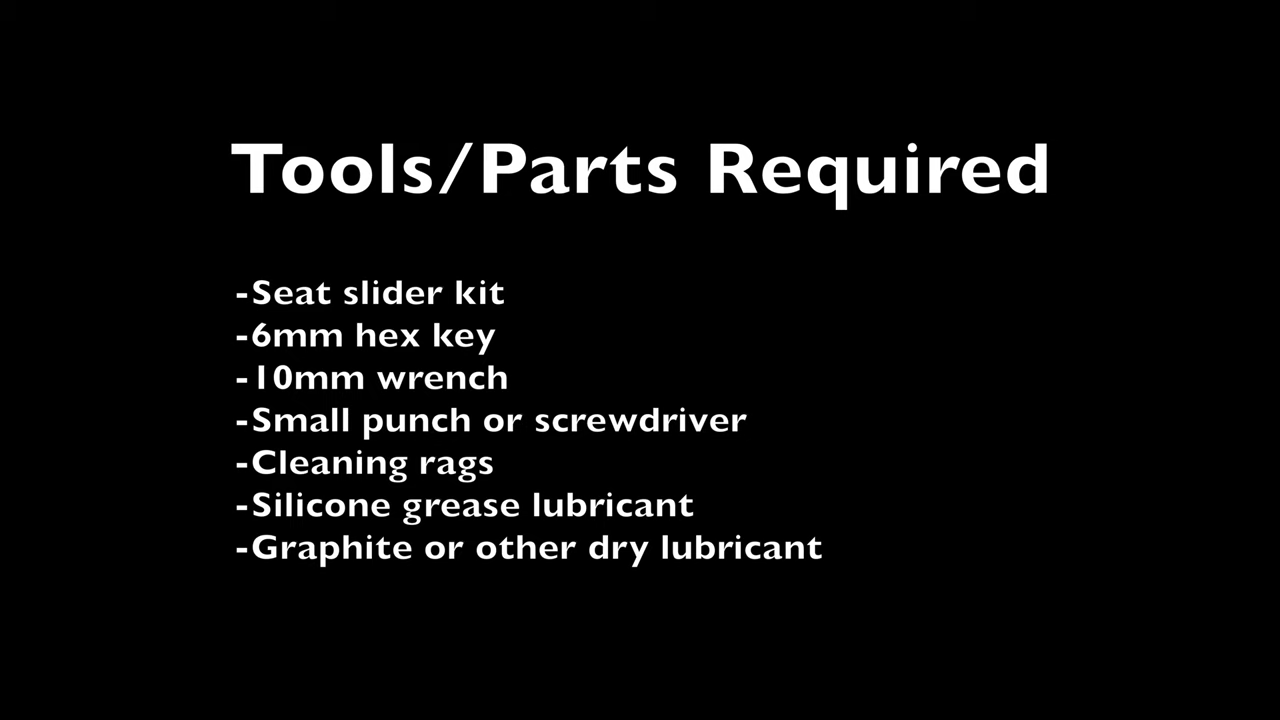 Tools/Parts Required
-Seat slider kit
-6mm hex key
-10mm wrench
-Small punch or screwdriver
-Cleaning rags
-Silicone grease lubricant
-Graphite or other dry lubricant